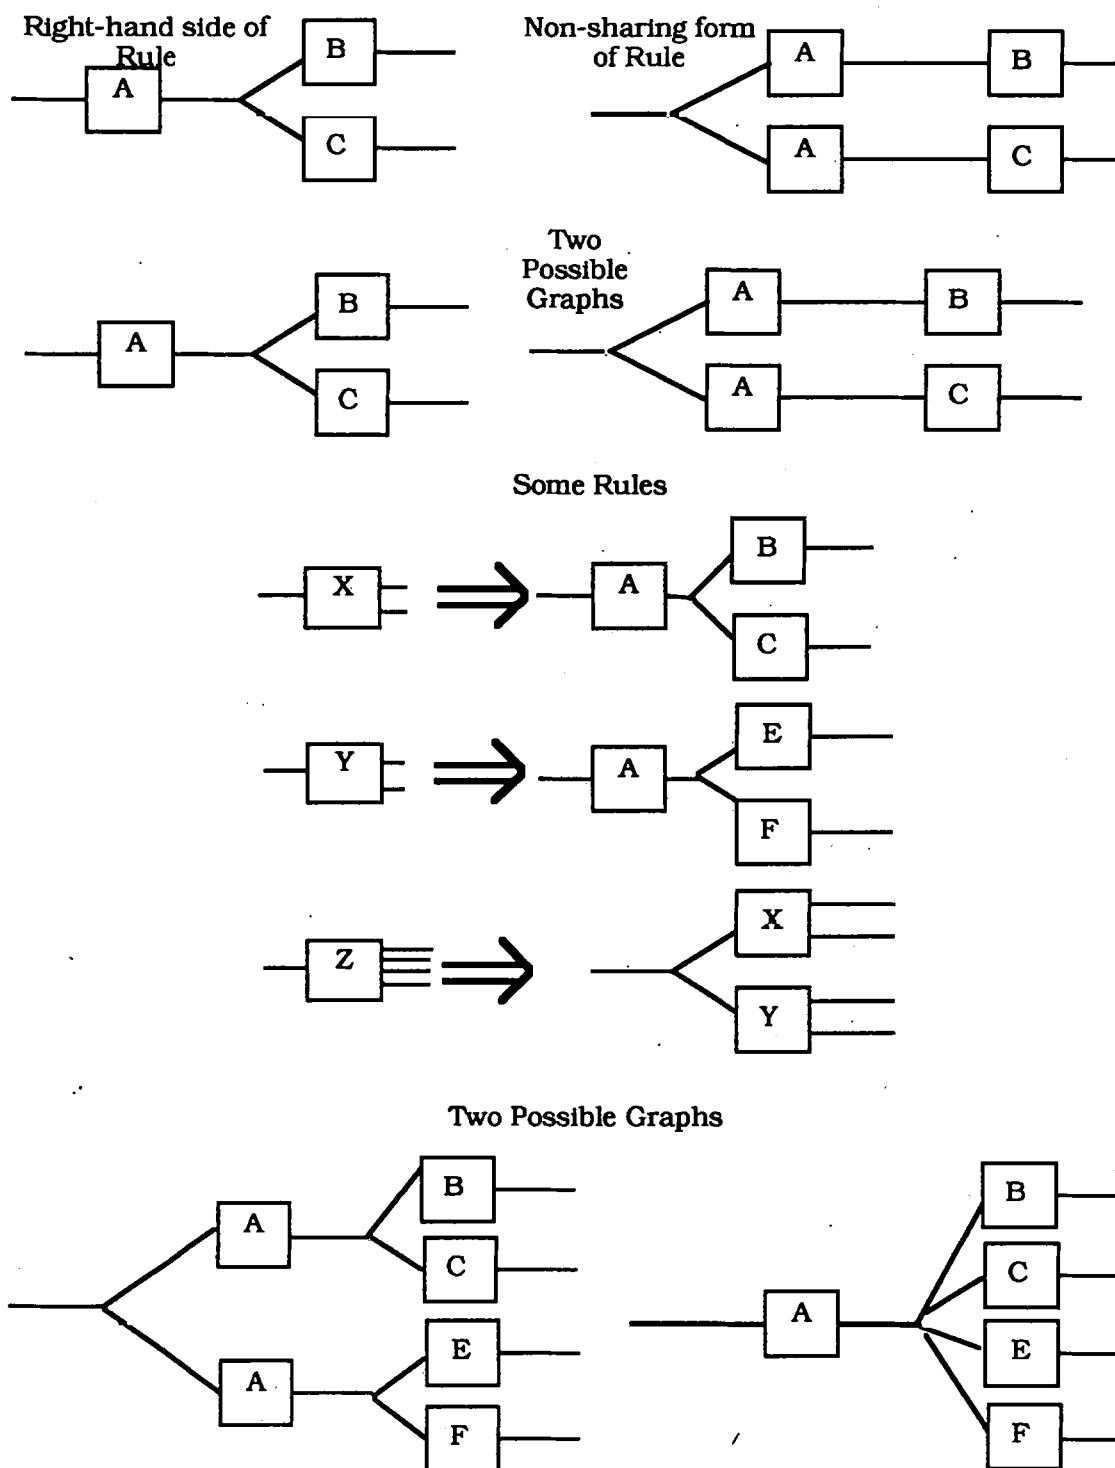 Right-hand side of
Rule
Non-sharing form
of Rule
A
B
C
A
B
A
C
Two
Possible
Graphs
A
B
C
A
B
A
C
Some Rules
X
A
B
C
Y
A
E
F
Z
X
Y
Two Possible Graphs
A
B
C
A
E
F
A
B
C
E
F